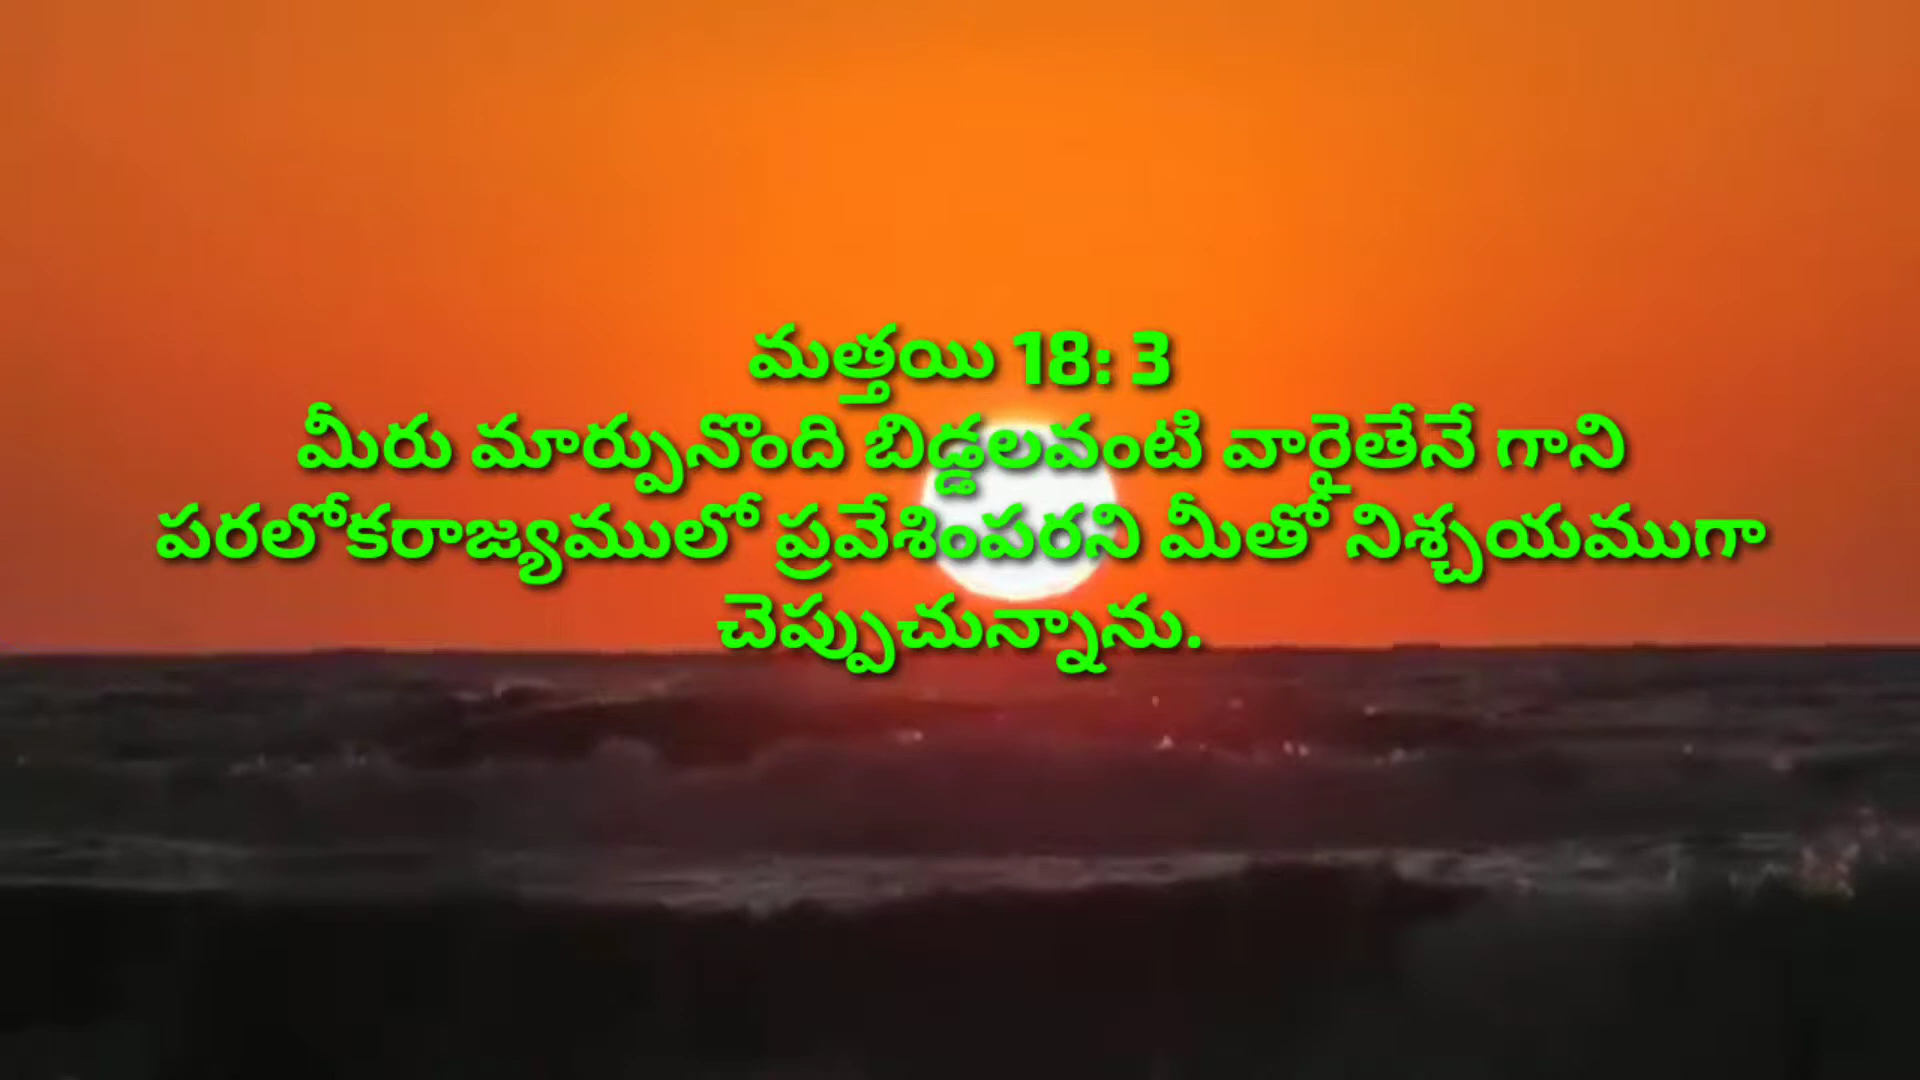 మత్తయి 18: 3
మీరు మార్పునొంది బిడ్డలవంటి వారైతేనే గాని
పరలోకరాజ్యములో ప్రవేశింపరని మీతో నిశ్చయముగా
చెప్పుచున్నాను.